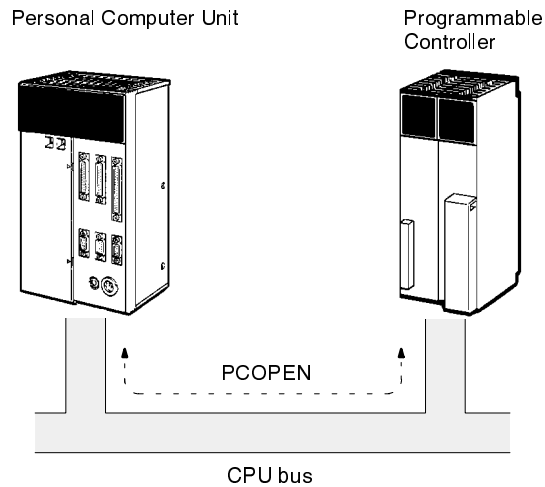 Personal Computer Unit
Programmable
Controller
PCOPEN
CPU bus